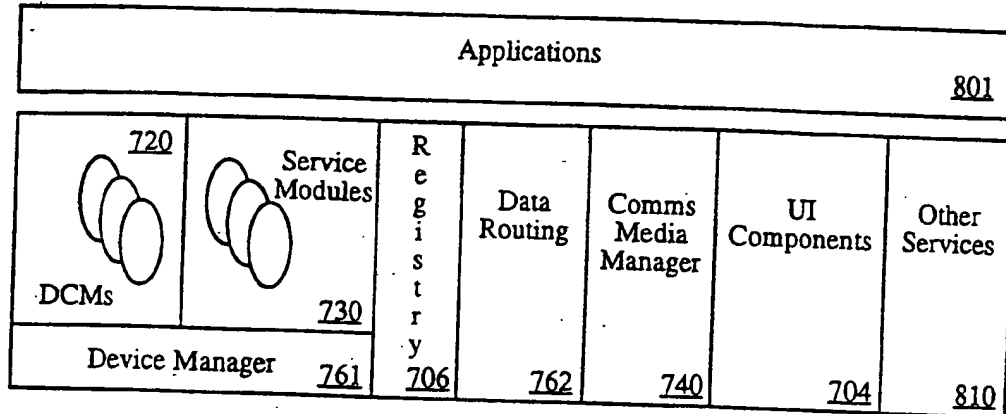 Applications
801
720
DCMs
Service
Modules
730
Device Manager
761
Registry
706
Data
Routing
762
Comms
Media
Manager
740
UI
Components
704
Other
Services
810